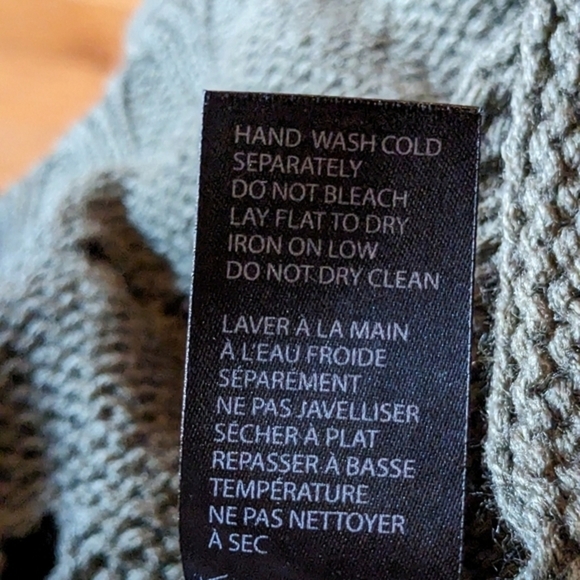 HAND WASH COLD
SEPARATELY
DO NOT BLEACH
LAY FLAT TO DRY
IRON ON LOW
DO NOT DRY CLEAN
LAVER À LA MAIN
À L'EAU FROIDE
SÉPAREMENT
NE PAS JAVELLISER
SÉCHER À PLAT
REPASSER À BASSE
TEMPÉRATURE
NE PAS NETTOYER
À SEC